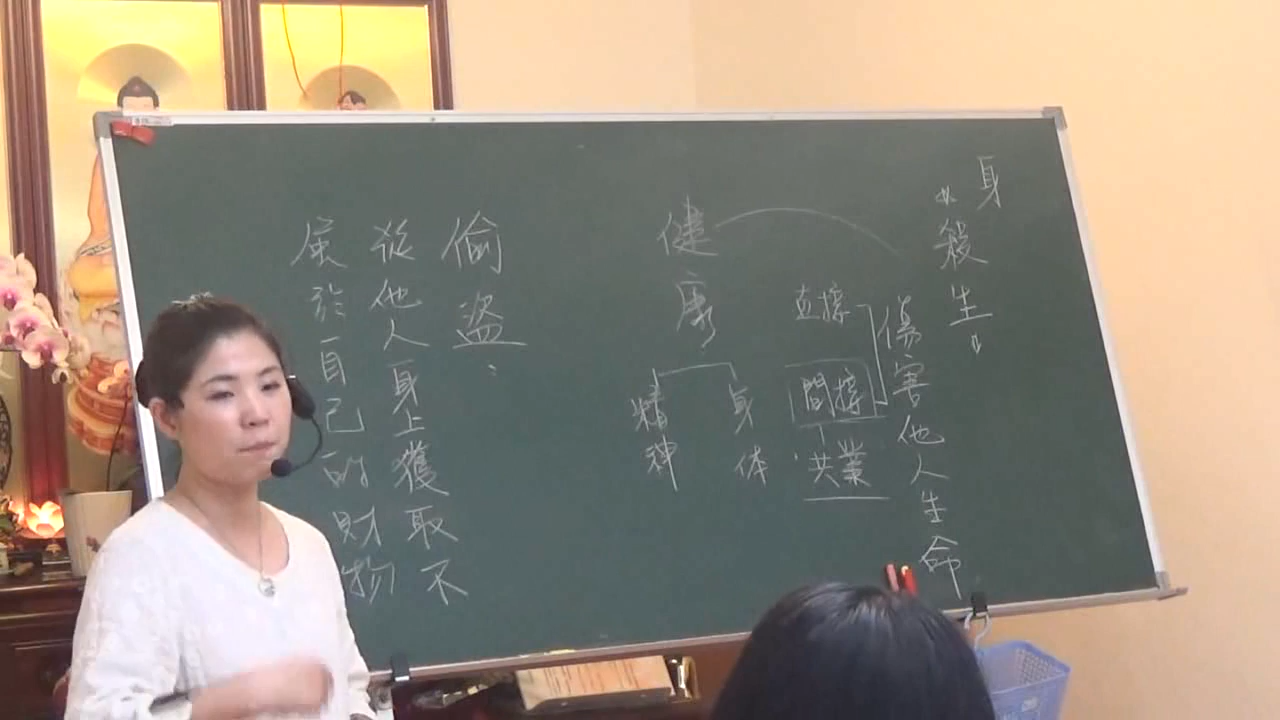 身
殺生
傷害他人生命
直接
間接
共業
健康
身体
精神
偷盜：
從他人身上獲取不
屬於自己的財物